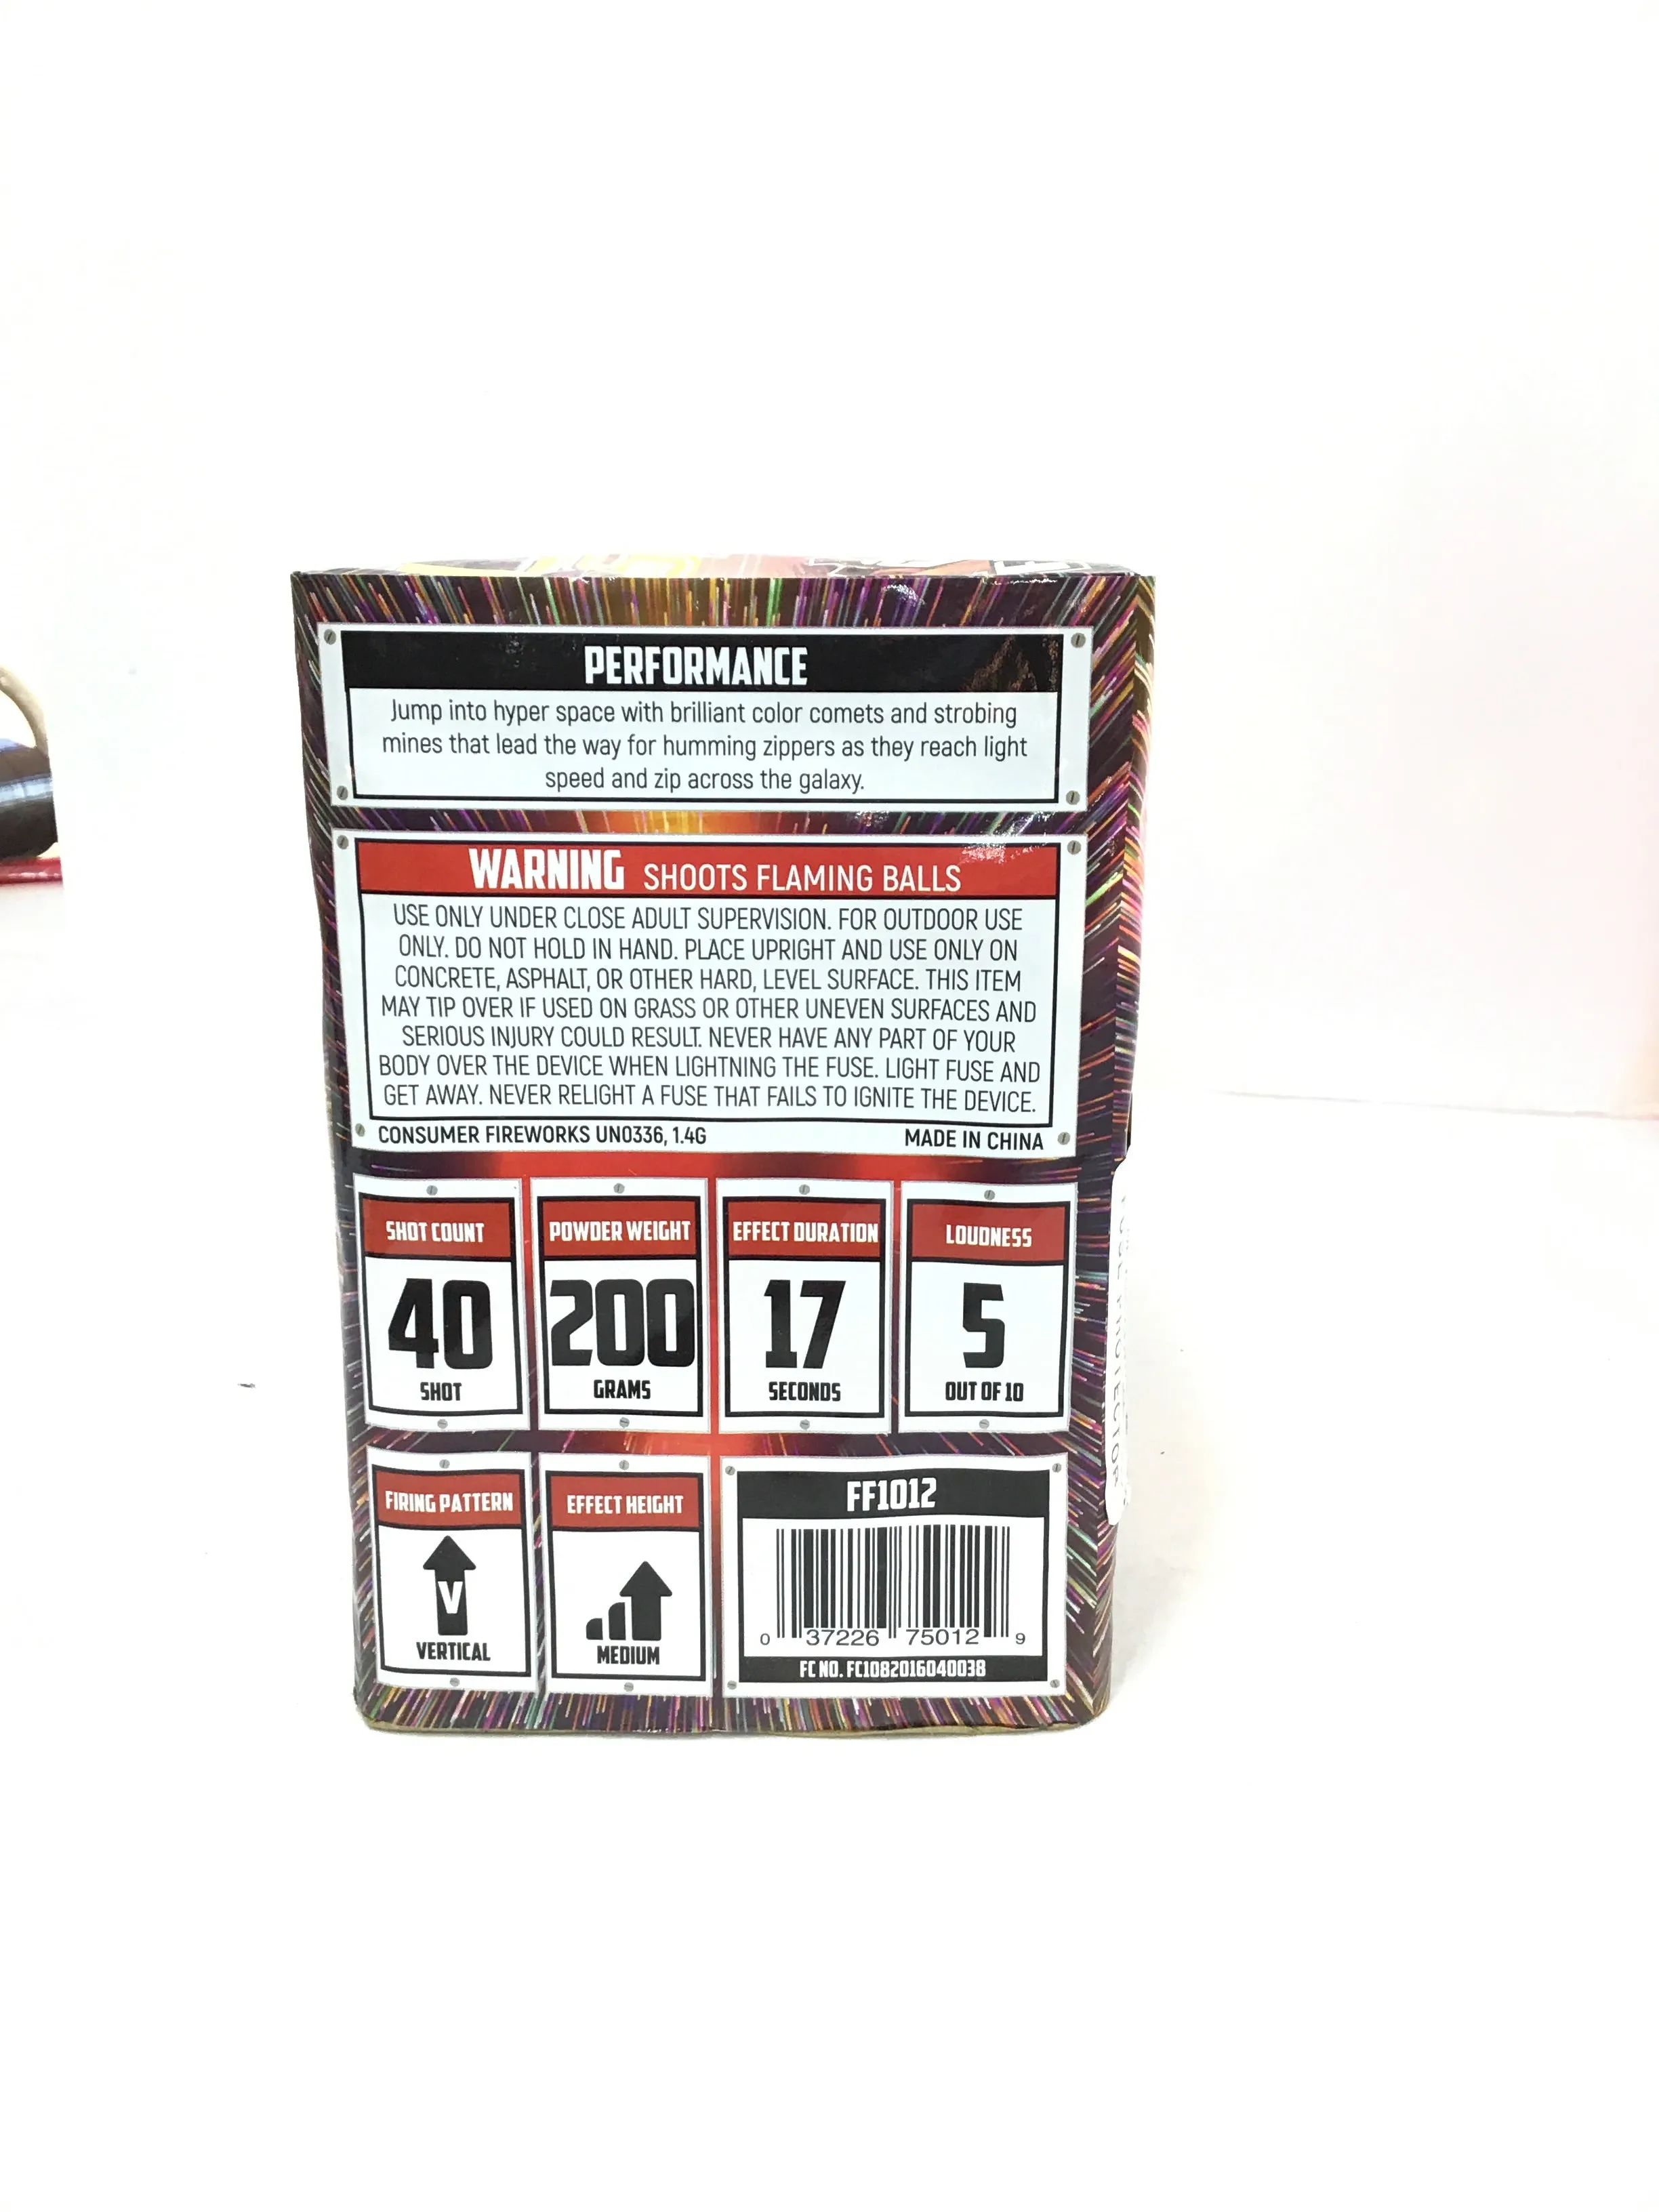 PERFORMANCE
Jump into hyper space with brilliant color comets and strobing
mines that lead the way for humming zippers as they reach light
speed and zip across the galaxy.
WARNING SHOOTS FLAMING BALLS
USE ONLY UNDER CLOSE ADULT SUPERVISION. FOR OUTDOOR USE
ONLY. DO NOT HOLD IN HAND. PLACE UPRIGHT AND USE ONLY ON
CONCRETE, ASPHALT, OR OTHER HARD, LEVEL SURFACE. THIS ITEM
MAY TIP OVER IF USED ON GRASS OR OTHER UNEVEN SURFACES AND
SERIOUS INJURY COULD RESULT. NEVER HAVE ANY PART OF YOUR
BODY OVER THE DEVICE WHEN LIGHTNING THE FUSE. LIGHT FUSE AND
GET AWAY. NEVER RELIGHT A FUSE THAT FAILS TO IGNITE THE DEVICE.
CONSUMER FIREWORKS UN0336, 1.4G MADE IN CHINA
SHOT COUNT
40
SHOT
POWDER WEIGHT
200
GRAMS
EFFECT DURATION
17
SECONDS
LOUDNESS
5
OUT OF 10
FIRING PATTERN
V
VERTICAL
EFFECT HEIGHT
MEDIUM
FF1012
0 37226 75012 9
FC NO. FC1082016040038